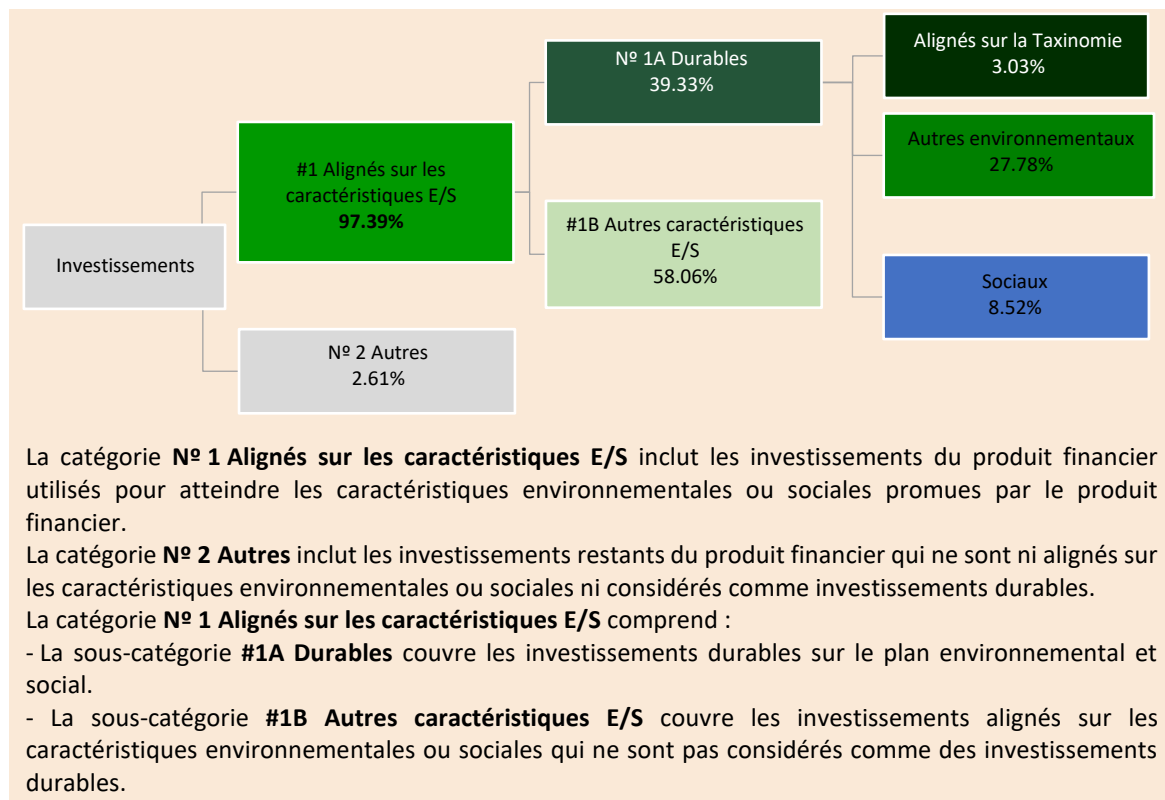 Investissements
#1 Alignés sur les
caractéristiques E/S
97.39%
Nº 2 Autres
2.61%
Nº 1A Durables
39.33%
#1B Autres caractéristiques
E/S
58.06%
Alignés sur la Taxinomie
3.03%
Autres environnementaux
27.78%
Sociaux
8.52%
La catégorie Nº 1 Alignés sur les caractéristiques E/S inclut les investissements du produit financier
utilisés pour atteindre les caractéristiques environnementales ou sociales promues par le produit
financier.
La catégorie Nº 2 Autres inclut les investissements restants du produit financier qui ne sont ni alignés sur
les caractéristiques environnementales ou sociales ni considérés comme investissements durables.
La catégorie Nº 1 Alignés sur les caractéristiques E/S comprend :
- La sous-catégorie #1A Durables couvre les investissements durables sur le plan environnemental et
social.
- La sous-catégorie #1B Autres caractéristiques E/S couvre les investissements alignés sur les
caractéristiques environnementales ou sociales qui ne sont pas considérés comme des investissements
durables.